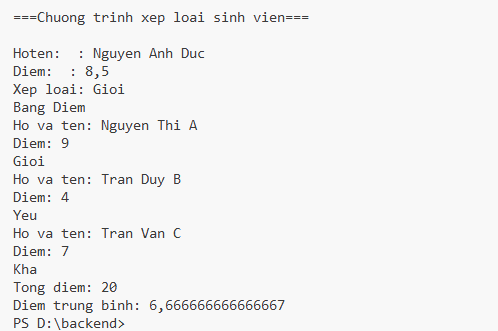 ===Chuong trinh xep loai sinh vien===
Hoten:  : Nguyen Anh Duc
Diem:  : 8,5
Xep loai: Gioi
Bang Diem
Ho va ten: Nguyen Thi A
Diem: 9
Gioi
Ho va ten: Tran Duy B
Diem: 4
Yeu
Ho va ten: Tran Van C
Diem: 7
Kha
Tong diem: 20
Diem trung binh: 6,666666666666667
PS D:\backend>